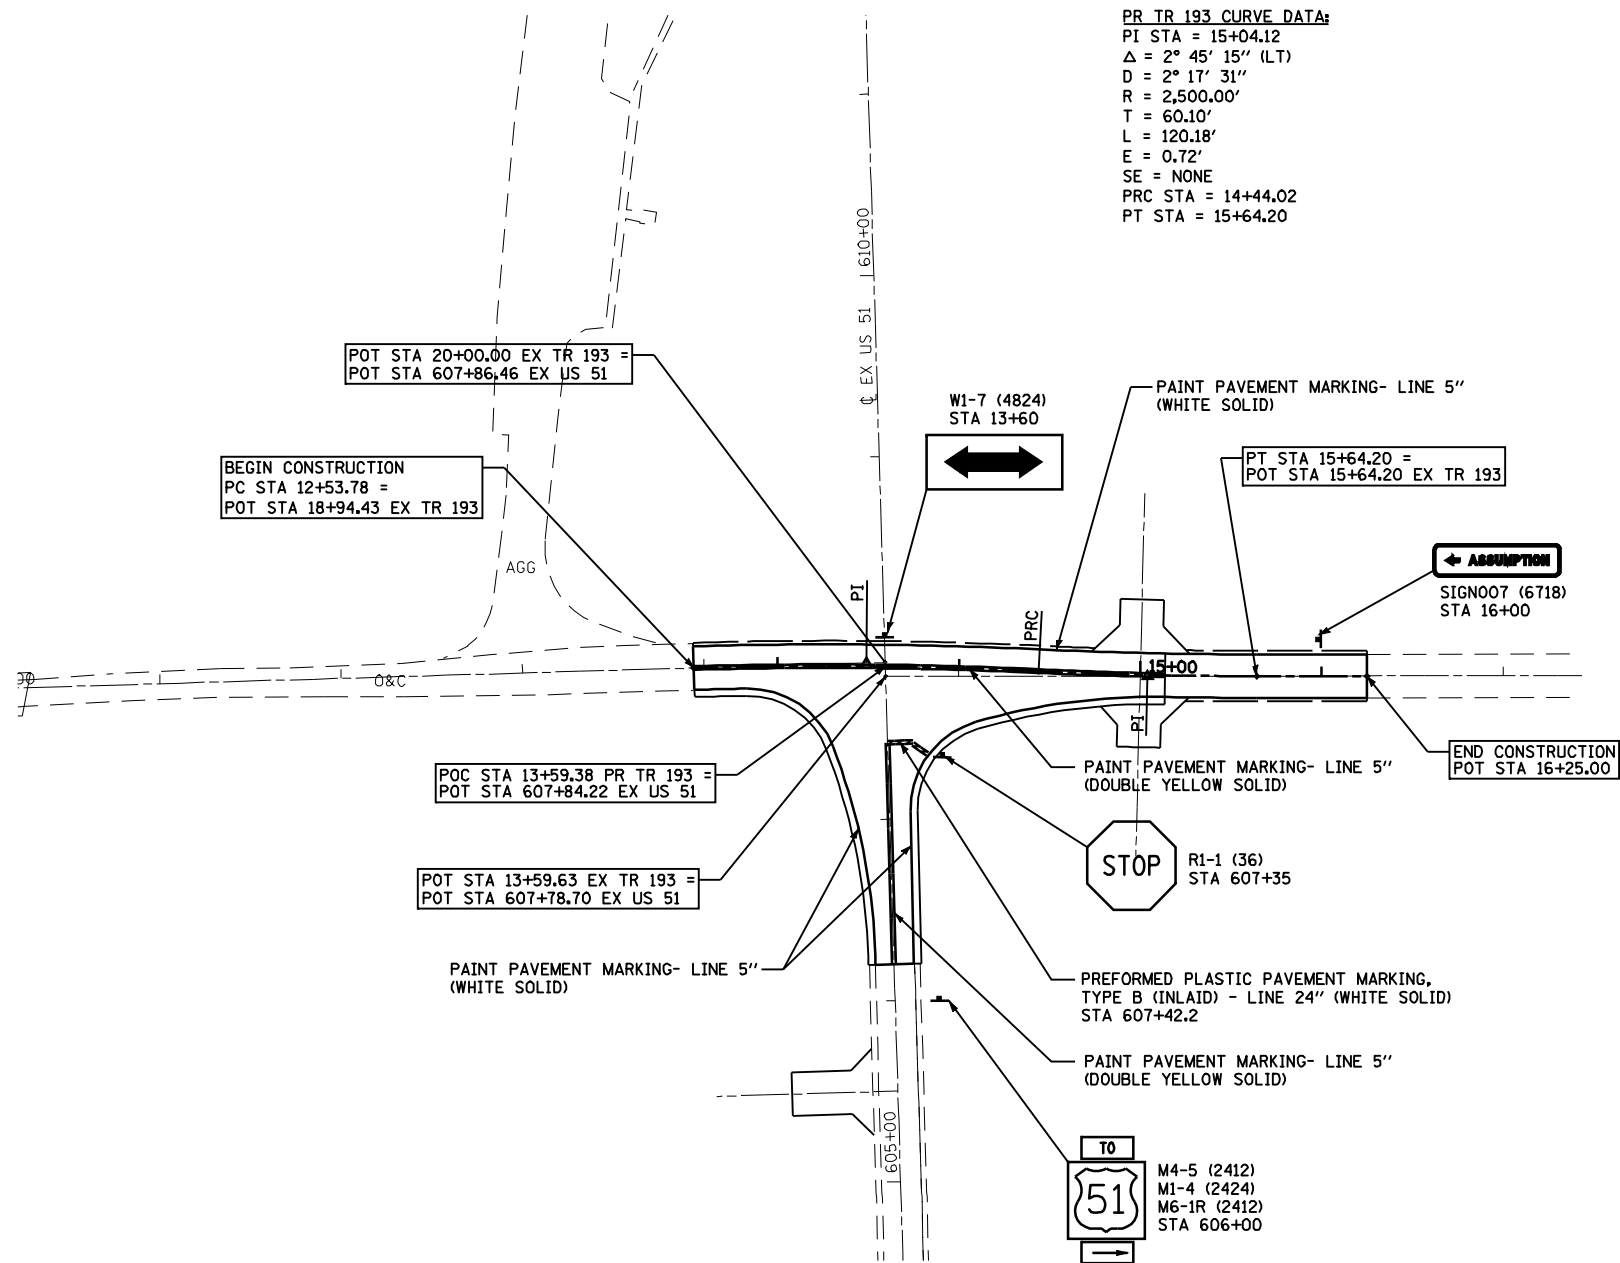 PR TR 193 CURVE DATA:
PI STA = 15+04.12
Δ = 2° 45' 15" (LT)
D = 2° 17' 31"
R = 2,500.00'
T = 60.10'
L = 120.18'
E = 0.72'
SE = NONE
PRC STA = 14+44.02
PT STA = 15+64.20
610+00
℄ EX US 51
POT STA 20+00.00 EX TR 193 =
POT STA 607+86.46 EX US 51
W1-7 (4824)
STA 13+60
PAINT PAVEMENT MARKING- LINE 5"
(WHITE SOLID)
BEGIN CONSTRUCTION
PC STA 12+53.78 =
POT STA 18+94.43 EX TR 193
PT STA 15+64.20 =
POT STA 15+64.20 EX TR 193
← ASSUMPTION
SIGN007 (6718)
STA 16+00
AGG
PI
PRC
15+00
O&C
PI
POC STA 13+59.38 PR TR 193 =
POT STA 607+84.22 EX US 51
PAINT PAVEMENT MARKING- LINE 5"
(DOUBLE YELLOW SOLID)
END CONSTRUCTION
POT STA 16+25.00
STOP
R1-1 (36)
STA 607+35
POT STA 13+59.63 EX TR 193 =
POT STA 607+78.70 EX US 51
PAINT PAVEMENT MARKING- LINE 5"
(WHITE SOLID)
PREFORMED PLASTIC PAVEMENT MARKING,
TYPE B (INLAID) - LINE 24" (WHITE SOLID)
STA 607+42.2
PAINT PAVEMENT MARKING- LINE 5"
(DOUBLE YELLOW SOLID)
605+00
TO
51
M4-5 (2412)
M1-4 (2424)
M6-1R (2412)
STA 606+00